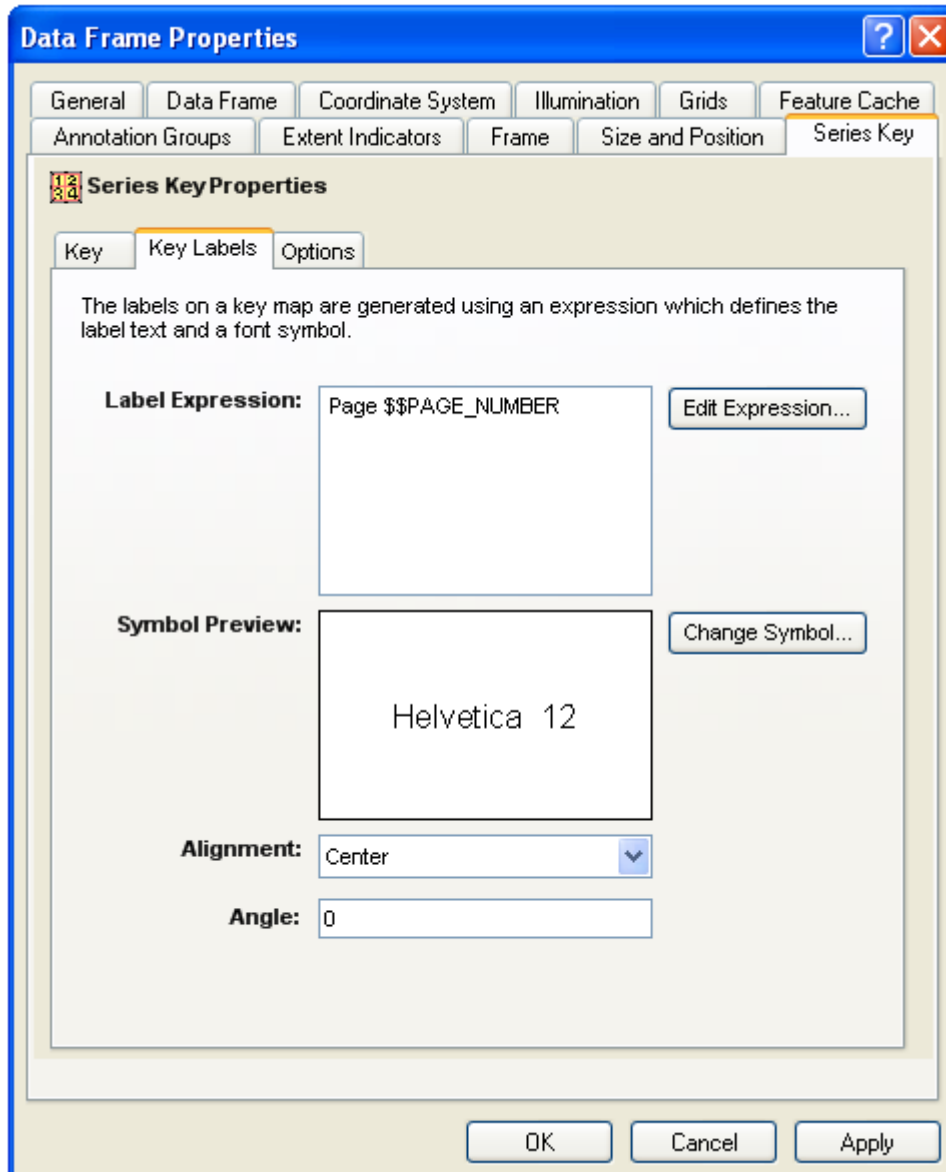 Data Frame Properties
?
General Data Frame Coordinate System Illumination Grids Feature Cache
Annotation Groups Extent Indicators Frame Size and Position Series Key
12
34
Series Key Properties
Key Key Labels Options
The labels on a key map are generated using an expression which defines the
label text and a font symbol.
Label Expression: Page $$PAGE_NUMBER Edit Expression...
Symbol Preview: Change Symbol...
Helvetica 12
Alignment: Center
Angle: 0
OK Cancel Apply